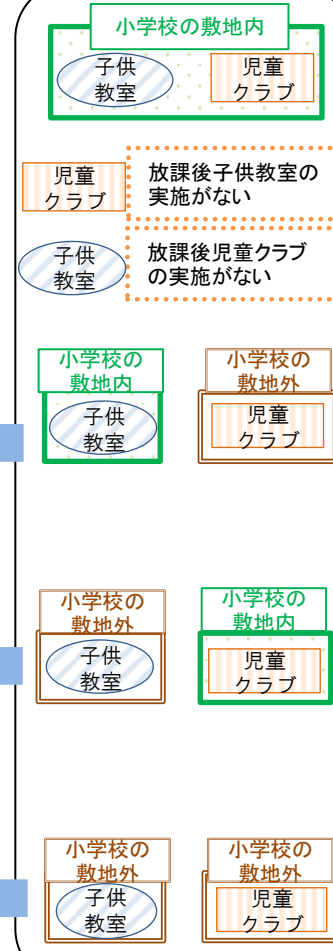 小学校の敷地内
子供
教室
児童
クラブ
児童
クラブ
放課後子供教室の
実施がない
子供
教室
放課後児童クラブ
の実施がない
小学校の
敷地内
子供
教室
小学校の
敷地外
児童
クラブ
小学校の
敷地外
子供
教室
小学校の
敷地内
児童
クラブ
小学校の
敷地外
子供
教室
小学校の
敷地外
児童
クラブ